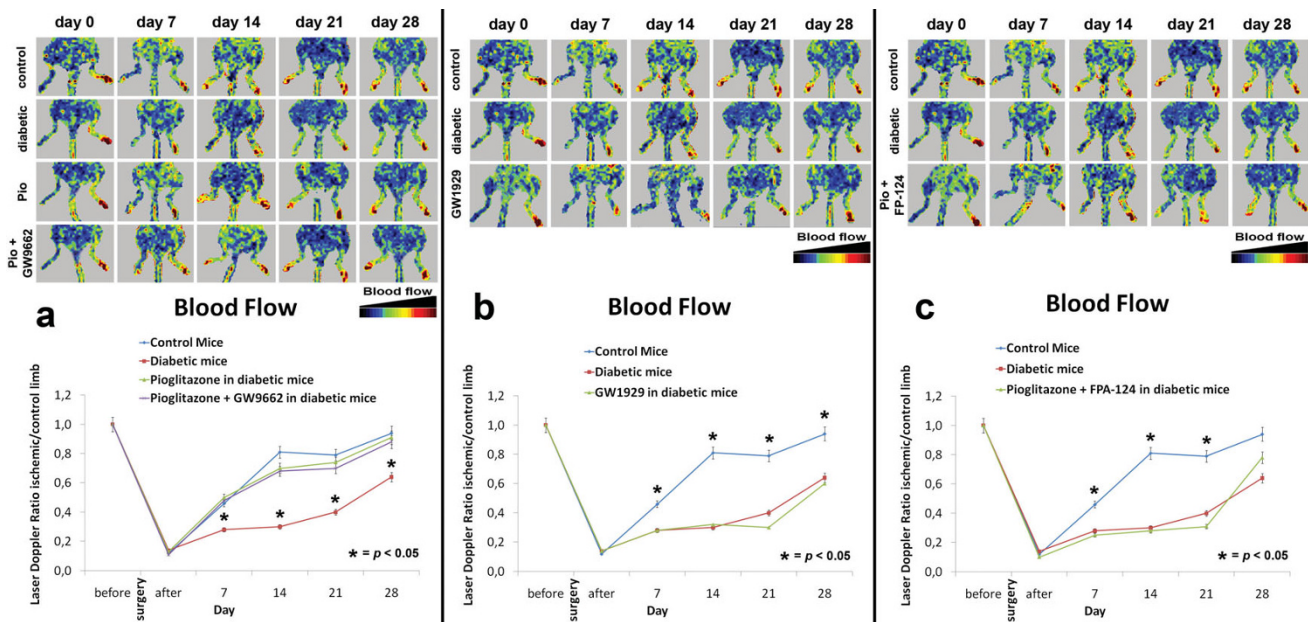 day 0 day 7 day 14 day 21 day 28
control
diabetic
Pio
Pio +
GW9662
Blood flow
a
Blood Flow
Control Mice
Diabetic mice
Pioglitazone in diabetic mice
Pioglitazone + GW9662 in diabetic mice
Laser Doppler Ratio ischemic/control limb
1,2
1,0
0,8
0,6
0,4
0,2
0,0
* * * *
* = p < 0.05
before surgery after 7 14 21 28
Day
day 0 day 7 day 14 day 21 day 28
control
diabetic
GW1929
Blood flow
b
Blood Flow
Control Mice
Diabetic mice
GW1929 in diabetic mice
Laser Doppler Ratio ischemic/control limb
1,2
1,0
0,8
0,6
0,4
0,2
0,0
* * * *
* = p < 0.05
before surgery after 7 14 21 28
Day
day 0 day 7 day 14 day 21 day 28
control
diabetic
Pio +
FP-124
Blood flow
c
Blood Flow
Control Mice
Diabetic mice
Pioglitazone + FPA-124 in diabetic mice
Laser Doppler Ratio ischemic/control limb
1,2
1,0
0,8
0,6
0,4
0,2
0,0
* * *
* = p < 0.05
before surgery after 7 14 21 28
Day